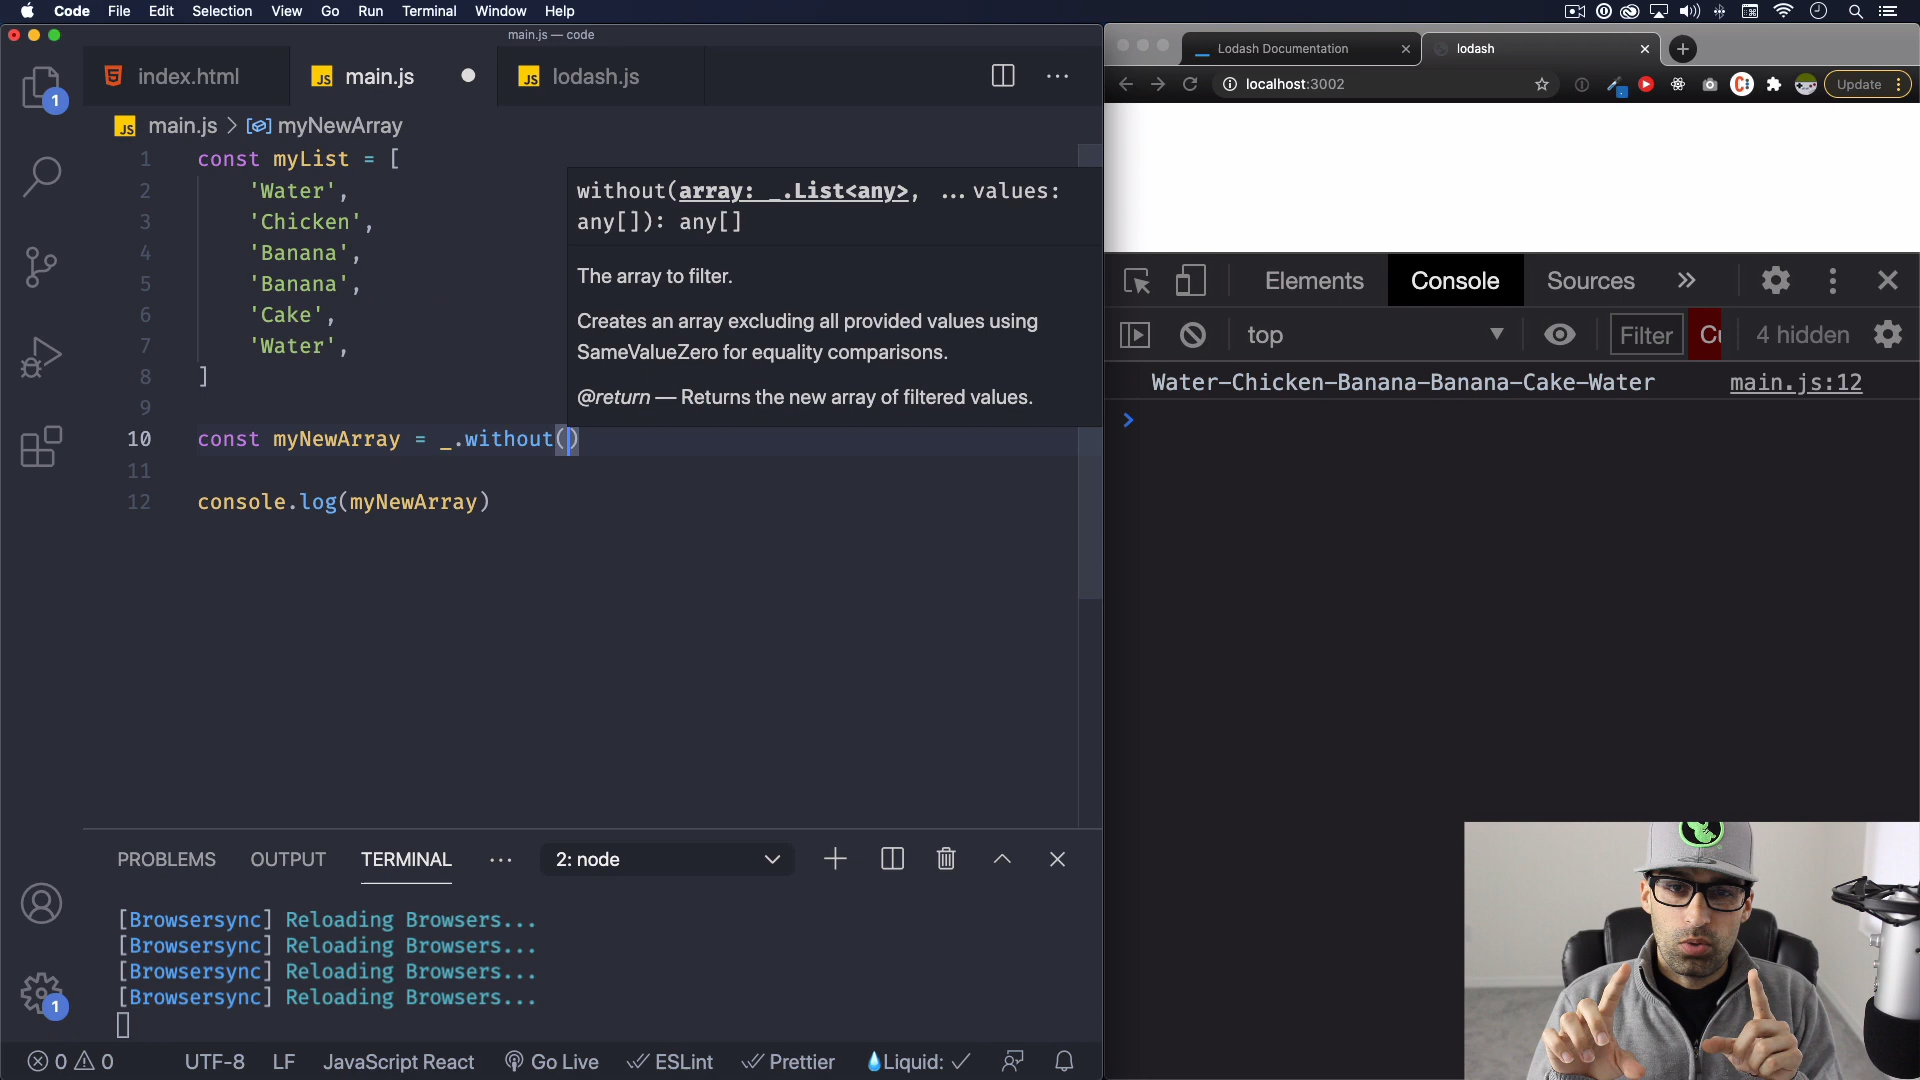 Code File Edit Selection View Go Run Terminal Window Help
main.js — code
index.html
JS main.js
JS lodash.js
1
JS main.js > myNewArray
1 const myList = [
2 'Water',
3 'Chicken',
4 'Banana',
5 'Banana',
6 'Cake',
7 'Water',
8 ]
9
10 const myNewArray = _.without()
11
12 console.log(myNewArray)
without(array: _.List<any>, ...values:
any[]): any[]
The array to filter.
Creates an array excluding all provided values using
SameValueZero for equality comparisons.
@return — Returns the new array of filtered values.
PROBLEMS OUTPUT TERMINAL ... 2: node
[Browsersync] Reloading Browsers...
[Browsersync] Reloading Browsers...
[Browsersync] Reloading Browsers...
[Browsersync] Reloading Browsers...
1
0 0 UTF-8 LF JavaScript React Go Live ESLint Prettier Liquid:
Lodash Documentation
lodash
localhost:3002
Update
Elements Console Sources
top Filter 4 hidden
Water-Chicken-Banana-Banana-Cake-Water main.js:12